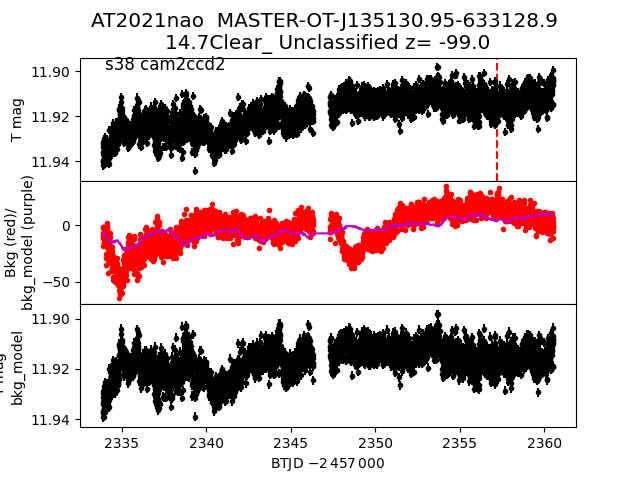 AT2021nao MASTER-OT-J135130.95-633128.9
14.7Clear_ Unclassified z= -99.0
s38 cam2ccd2
11.90
11.92
11.94
T mag
0
−50
Bkg (red)/
bkg_model (purple)
11.90
11.92
11.94
bkg_model
2335 2340 2345 2350 2355 2360
BTJD −2 457 000